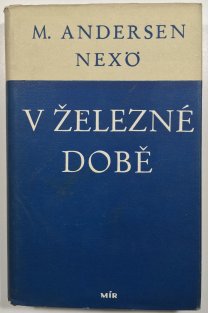 M. ANDERSEN
NEXÖ
V ŽELEZNÉ
DOBĚ
MÍR